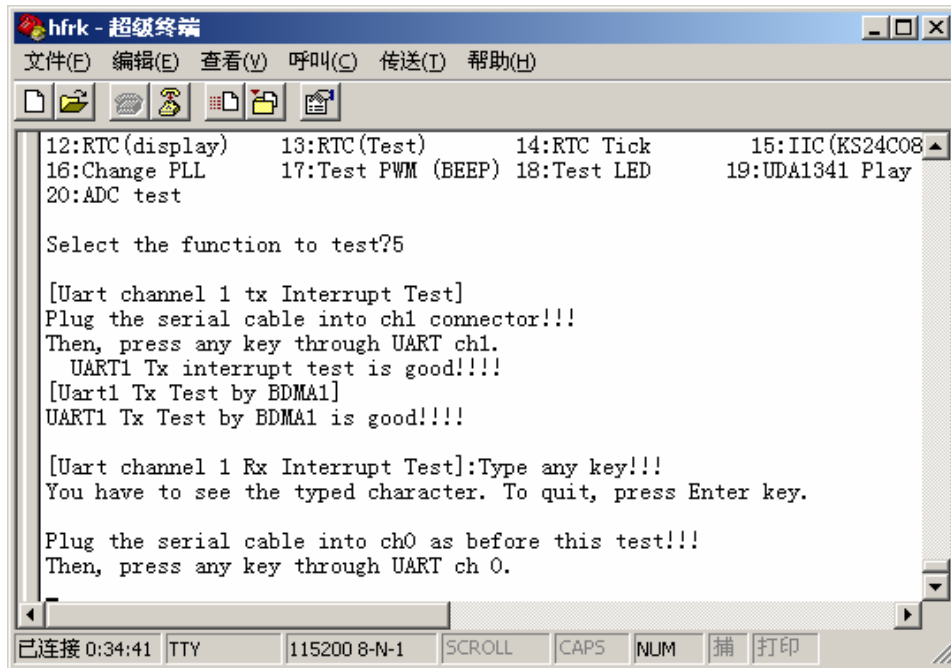 hfrk - 超级终端
文件(F) 编辑(E) 查看(V) 呼叫(C) 传送(T) 帮助(H)
12:RTC(display) 13:RTC(Test) 14:RTC Tick 15:IIC(KS24C08
16:Change PLL 17:Test PWM (BEEP) 18:Test LED 19:UDA1341 Play
20:ADC test
Select the function to test?5
[Uart channel 1 tx Interrupt Test]
Plug the serial cable into ch1 connector!!!
Then, press any key through UART ch1.
UART1 Tx interrupt test is good!!!!
[Uart1 Tx Test by BDMA1]
UART1 Tx Test by BDMA1 is good!!!!
[Uart channel 1 Rx Interrupt Test]:Type any key!!!
You have to see the typed character. To quit, press Enter key.
Plug the serial cable into ch0 as before this test!!!
Then, press any key through UART ch 0.
已连接 0:34:41 TTY 115200 8-N-1 SCROLL CAPS NUM 捕 打印